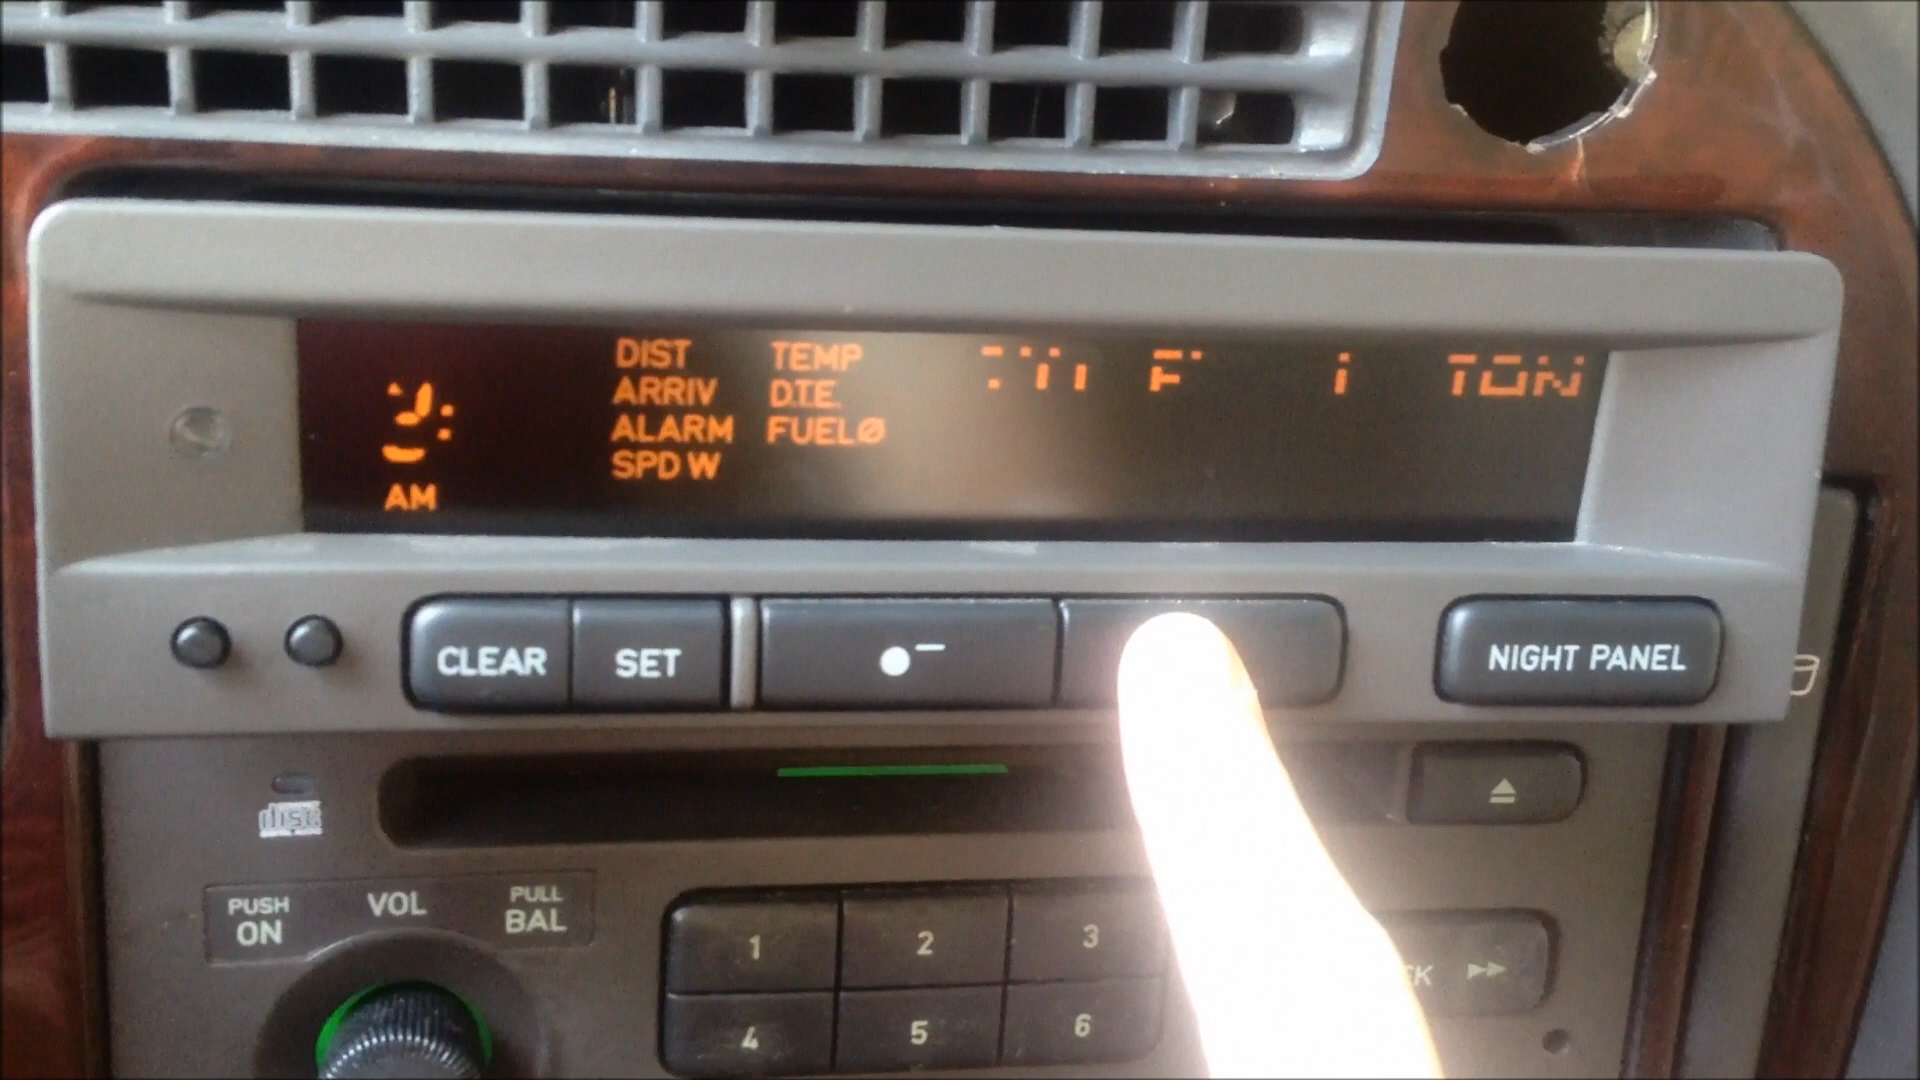 DIST TEMP
ARRIV D.T.E.
ALARM FUELØ
SPD W
AM
CLEAR SET NIGHT PANEL
disc
PUSH ON VOL PULL BAL
1 2 3
4 5 6